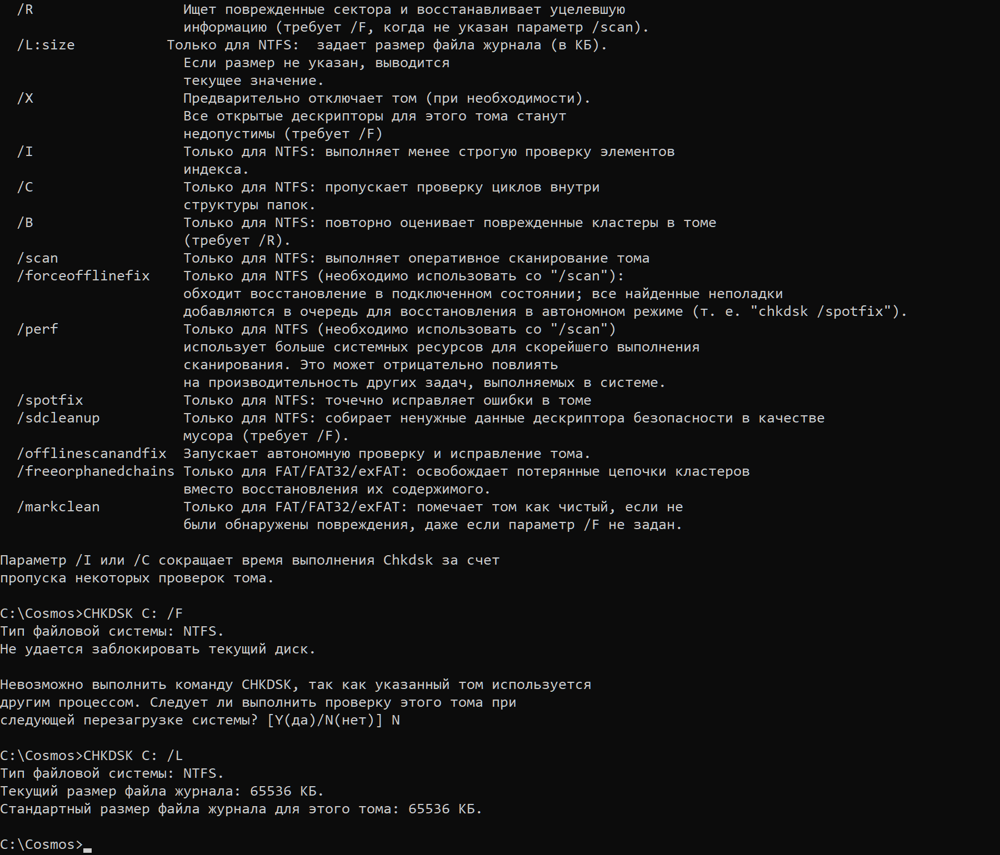 /R Ищет поврежденные сектора и восстанавливает уцелевшую
информацию (требует /F, когда не указан параметр /scan).
/L:size Только для NTFS:  задает размер файла журнала (в КБ).
Если размер не указан, выводится
текущее значение.
/X Предварительно отключает том (при необходимости).
Все открытые дескрипторы для этого тома станут
недопустимы (требует /F)
/I Только для NTFS: выполняет менее строгую проверку элементов
индекса.
/C Только для NTFS: пропускает проверку циклов внутри
структуры папок.
/B Только для NTFS: повторно оценивает поврежденные кластеры в томе
(требует /R).
/scan Только для NTFS: выполняет оперативное сканирование тома
/forceofflinefix Только для NTFS (необходимо использовать со "/scan"):
обходит восстановление в подключенном состоянии; все найденные неполадки
добавляются в очередь для восстановления в автономном режиме (т. е. "chkdsk /spotfix").
/perf Только для NTFS (необходимо использовать со "/scan")
использует больше системных ресурсов для скорейшего выполнения
сканирования. Это может отрицательно повлиять
на производительность других задач, выполняемых в системе.
/spotfix Только для NTFS: точечно исправляет ошибки в томе
/sdcleanup Только для NTFS: собирает ненужные данные дескриптора безопасности в качестве
мусора (требует /F).
/offlinescanandfix Запускает автономную проверку и исправление тома.
/freeorphanedchains Только для FAT/FAT32/exFAT: освобождает потерянные цепочки кластеров
вместо восстановления их содержимого.
/markclean Только для FAT/FAT32/exFAT: помечает том как чистый, если не
были обнаружены повреждения, даже если параметр /F не задан.
Параметр /I или /C сокращает время выполнения Chkdsk за счет
пропуска некоторых проверок тома.
C:\Cosmos>CHKDSK C: /F
Тип файловой системы: NTFS.
Не удается заблокировать текущий диск.
Невозможно выполнить команду CHKDSK, так как указанный том используется
другим процессом. Следует ли выполнить проверку этого тома при
следующей перезагрузке системы? [Y(да)/N(нет)] N
C:\Cosmos>CHKDSK C: /L
Тип файловой системы: NTFS.
Текущий размер файла журнала: 65536 КБ.
Стандартный размер файла журнала для этого тома: 65536 КБ.
C:\Cosmos>